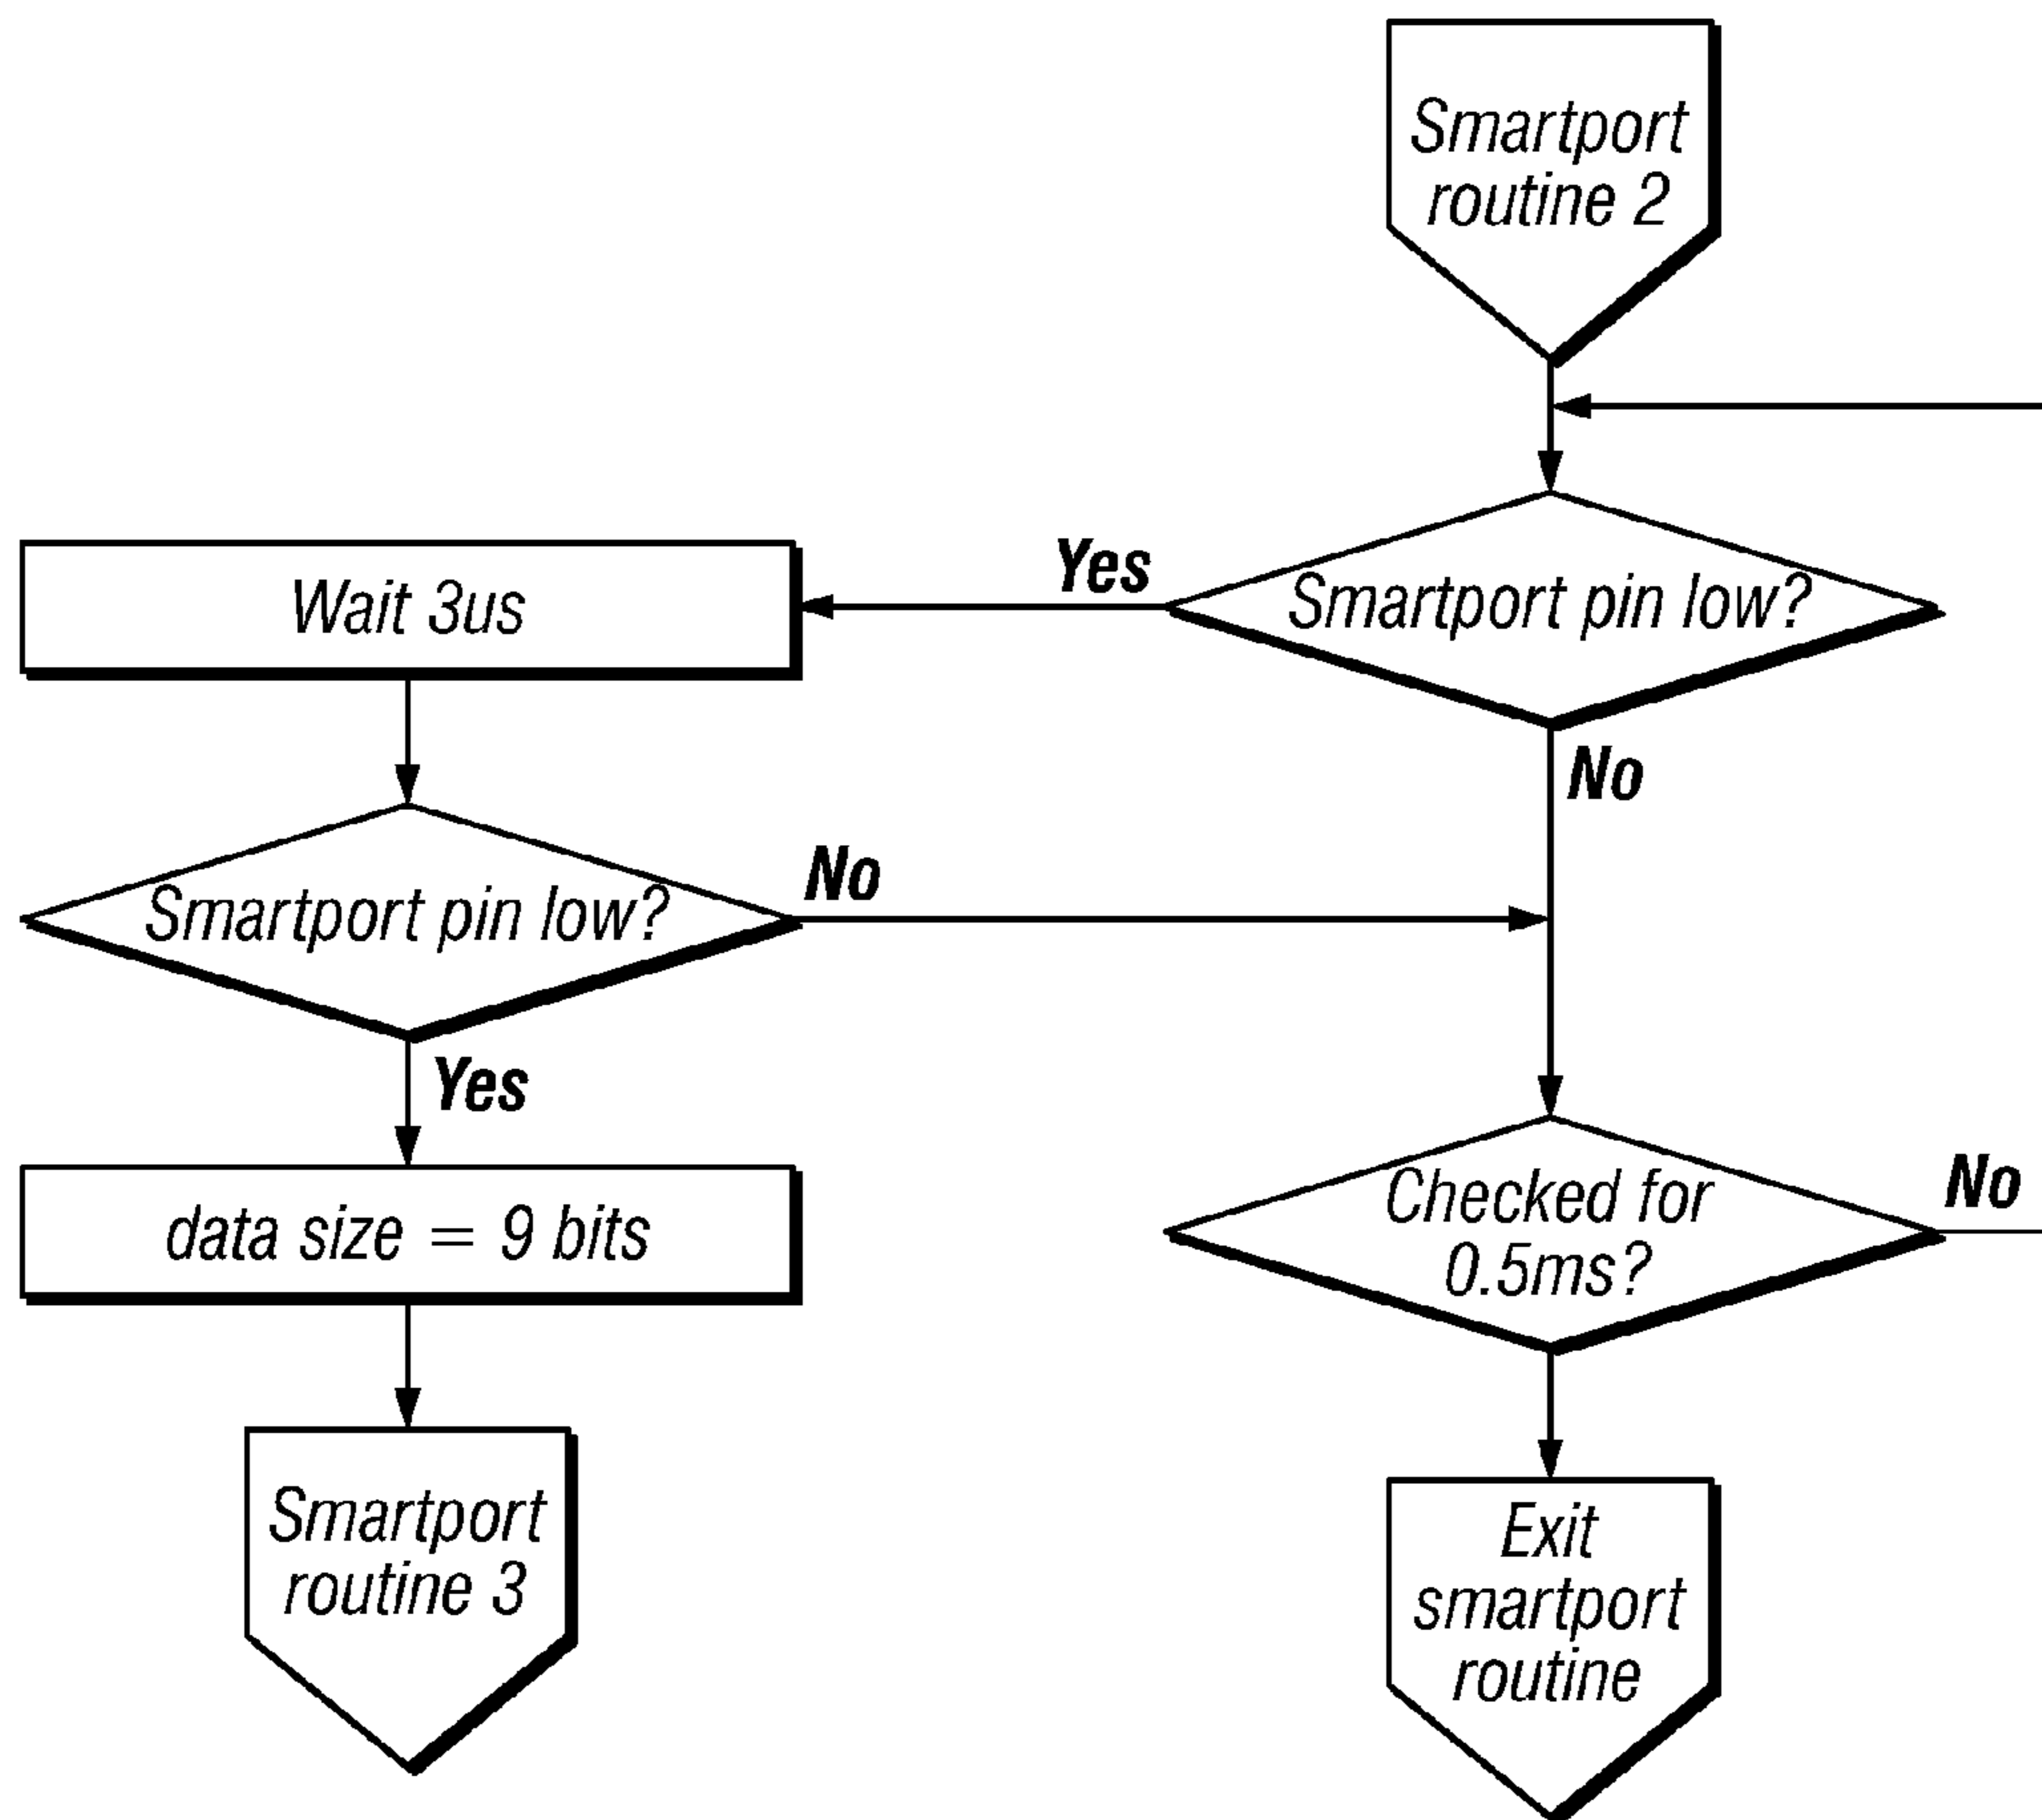 Smartport
routine 2
Yes
Wait 3us
Smartport pin low?
No
No
Smartport pin low?
Yes
Checked for
0.5ms?
No
data size = 9 bits
Smartport
routine 3
Exit
smartport
routine